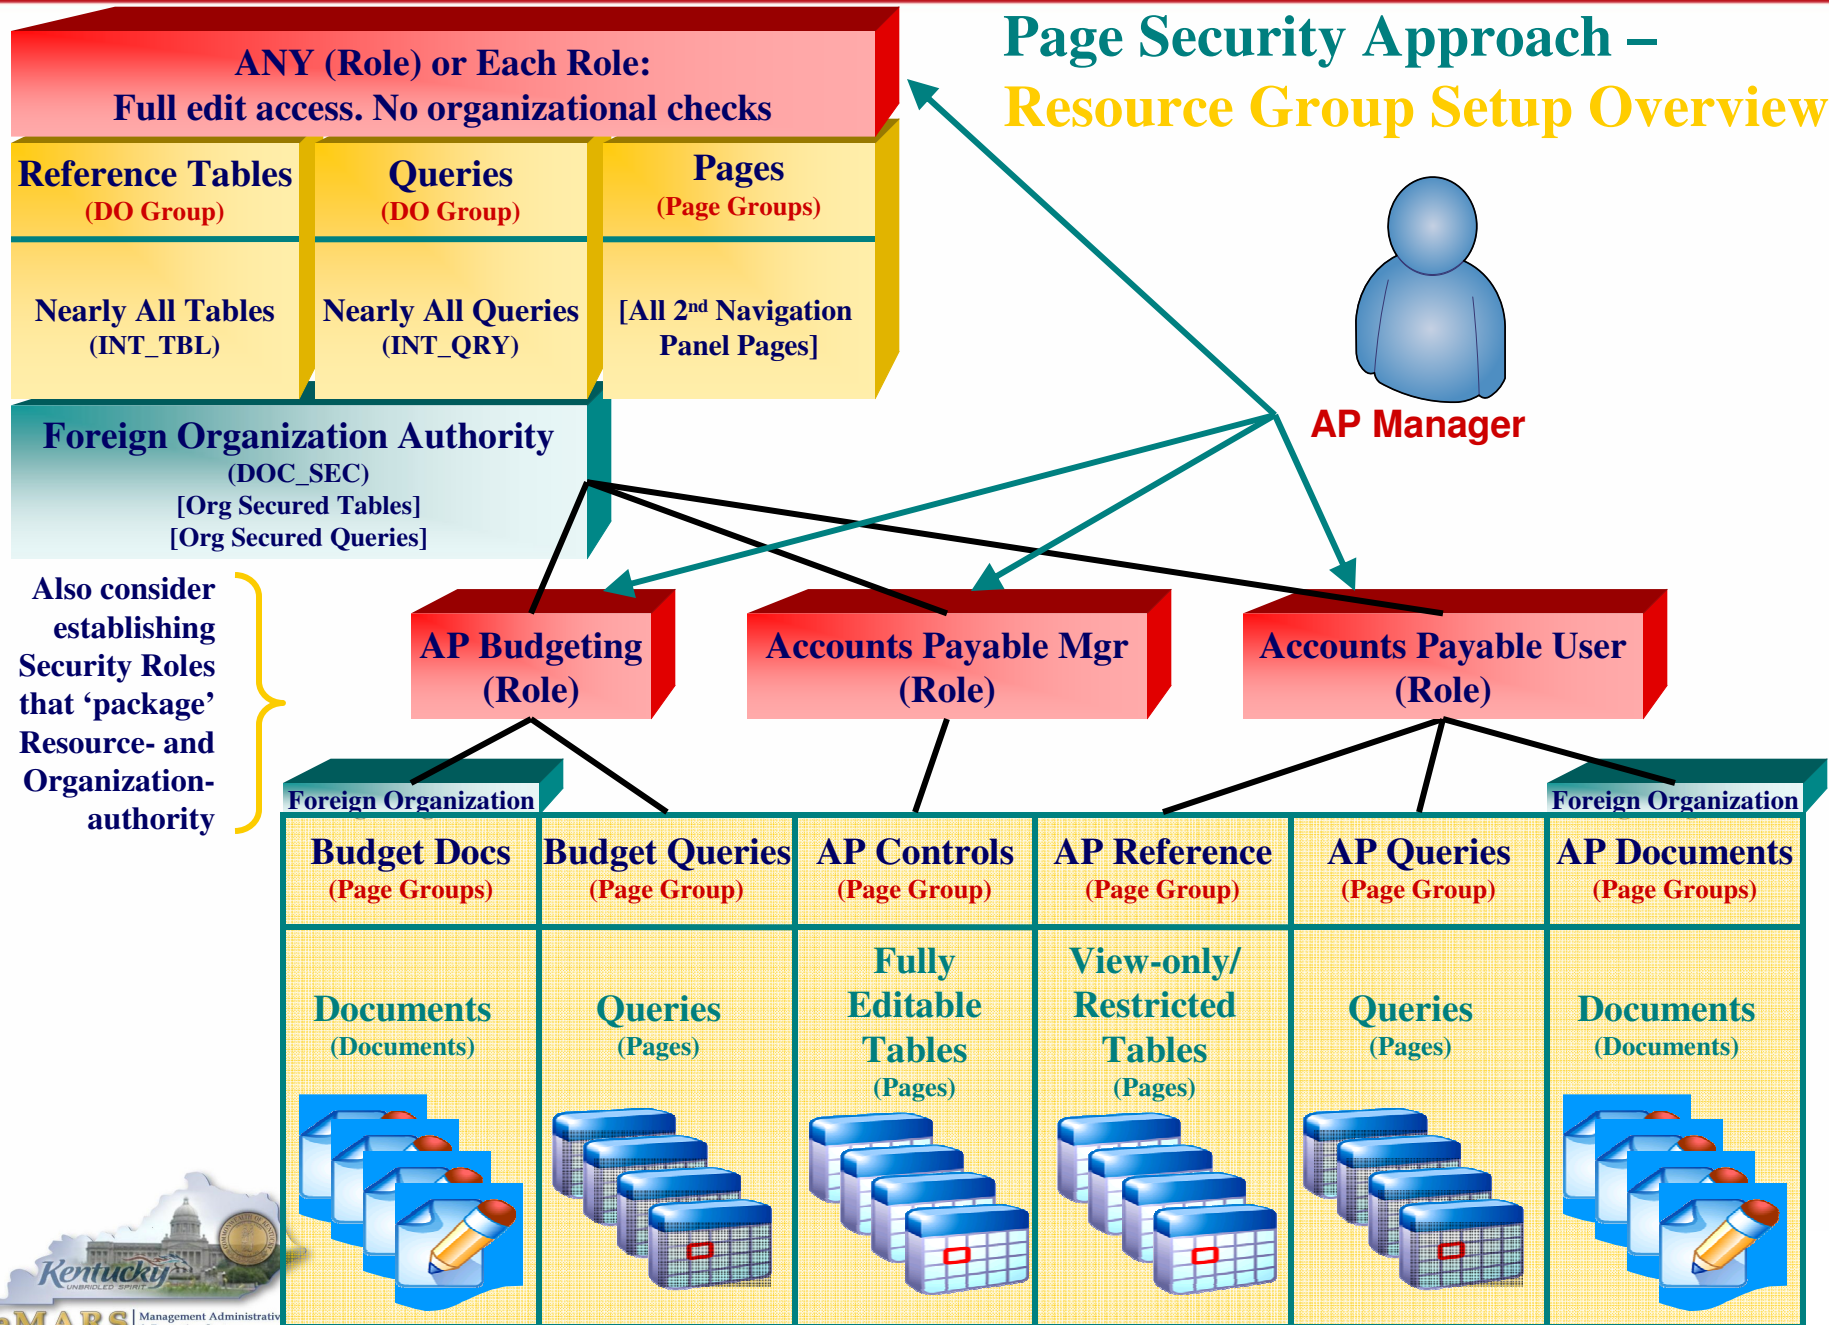 Page Security Approach –
Resource Group Setup Overview
ANY (Role) or Each Role:
Full edit access. No organizational checks
Reference Tables
(DO Group)
Nearly All Tables
(INT_TBL)
Queries
(DO Group)
Nearly All Queries
(INT_QRY)
Pages
(Page Groups)
[All 2nd Navigation
Panel Pages]
AP Manager
Foreign Organization Authority
(DOC_SEC)
[Org Secured Tables]
[Org Secured Queries]
Also consider
establishing
Security Roles
that ‘package’
Resource- and
Organization-
authority
AP Budgeting
(Role)
Accounts Payable Mgr
(Role)
Accounts Payable User
(Role)
Foreign Organization
Foreign Organization
Budget Docs
(Page Groups)
Documents
(Documents)
Budget Queries
(Page Group)
Queries
(Pages)
AP Controls
(Page Group)
Fully
Editable
Tables
(Pages)
AP Reference
(Page Group)
View-only/
Restricted
Tables
(Pages)
AP Queries
(Page Group)
Queries
(Pages)
AP Documents
(Page Groups)
Documents
(Documents)
Kentucky
UNBRIDLED SPIRIT
eMARS
Management Administrativ